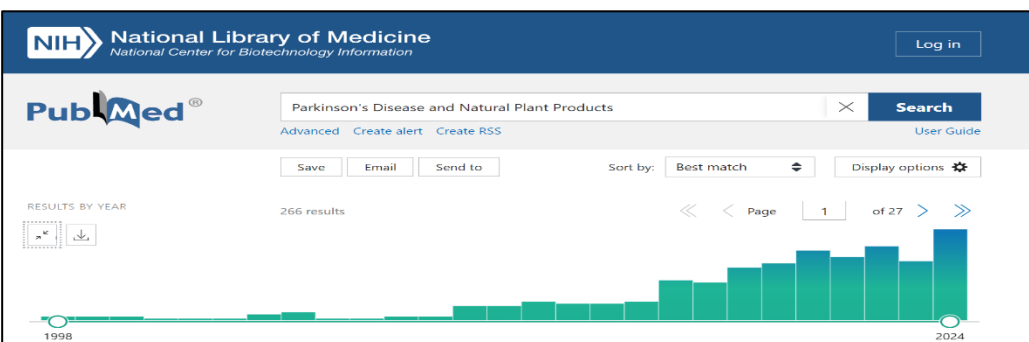 NIH National Library of Medicine
National Center for Biotechnology Information
Log in
PubMed®
Parkinson's Disease and Natural Plant Products
Search
Advanced Create alert Create RSS
User Guide
Save Email Send to
Sort by: Best match
Display options
RESULTS BY YEAR
266 results
Page 1 of 27
1998
2024